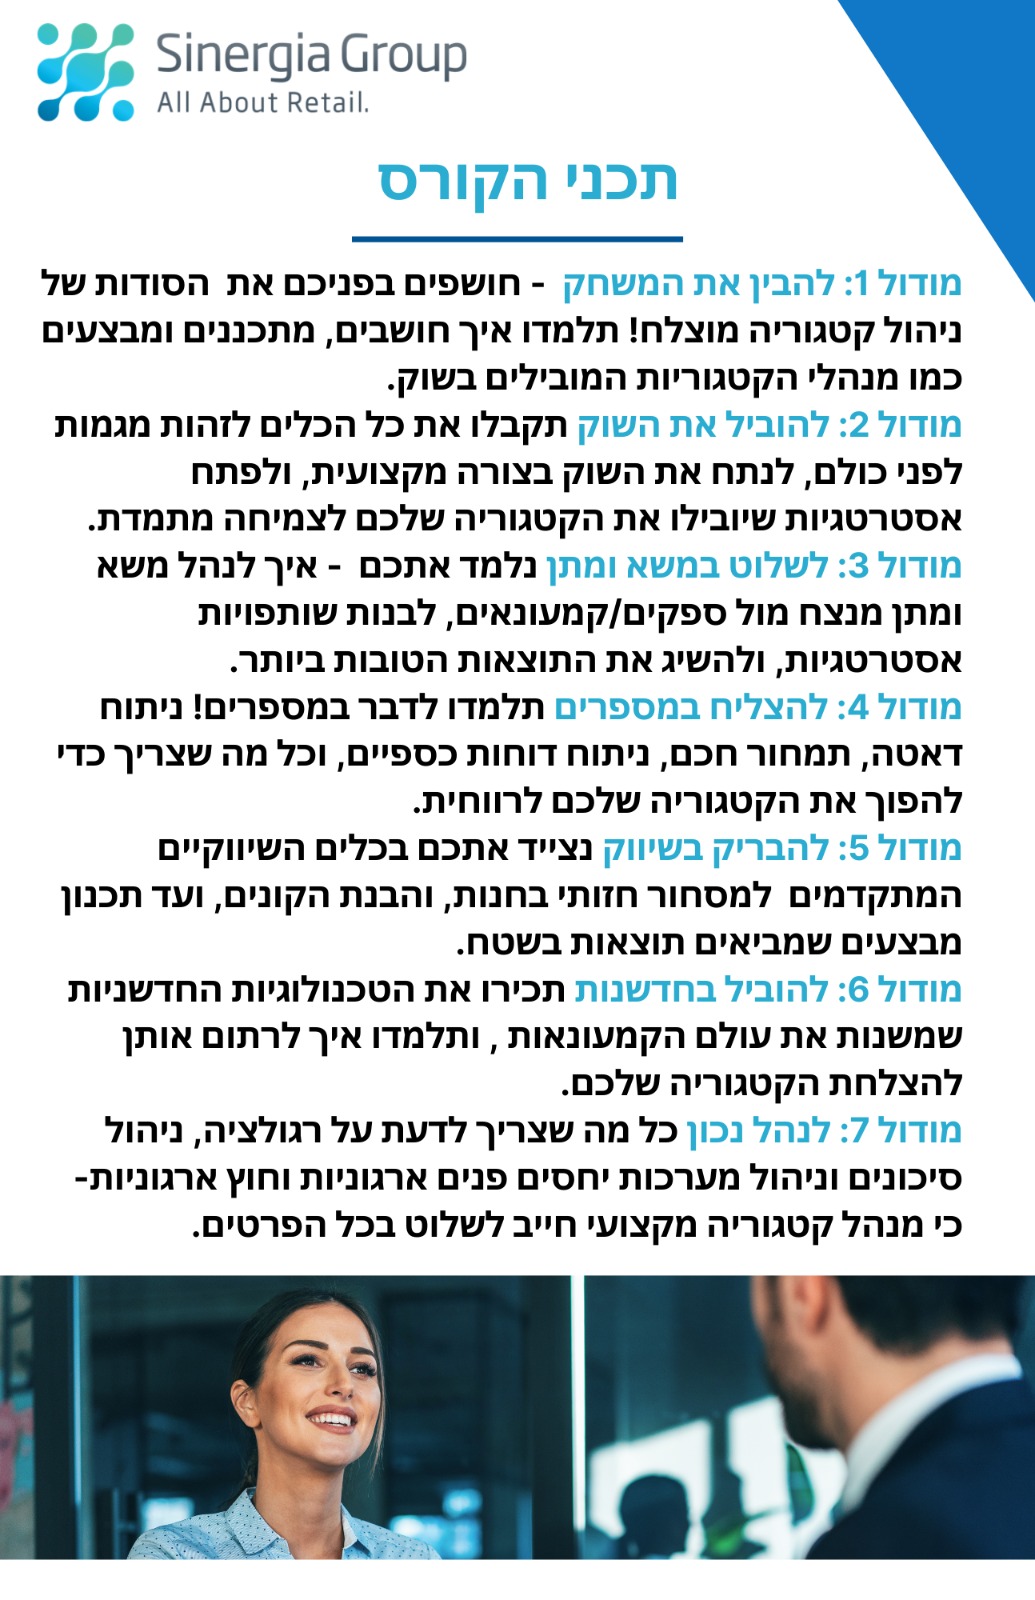 Sinergia Group
All About Retail.
תכני הקורס
מודול 1: להבין את המשחק - חושפים בפניכם את הסודות של
ניהול קטגוריה מוצלח! תלמדו איך חושבים, מתכננים ומבצעים
כמו מנהלי הקטגוריות המובילים בשוק.
מודול 2: להוביל את השוק תקבלו את כל הכלים לזהות מגמות
לפני כולם, לנתח את השוק בצורה מקצועית, ולפתח
אסטרטגיות שיובילו את הקטגוריה שלכם לצמיחה מתמדת.
מודול 3: לשלוט במשא ומתן נלמד אתכם - איך לנהל משא
ומתן מנצח מול ספקים/קמעונאים, לבנות שותפויות
אסטרטגיות, ולהשיג את התוצאות הטובות ביותר.
מודול 4: להצליח במספרים תלמדו לדבר במספרים! ניתוח
דאטה, תמחור חכם, ניתוח דוחות כספיים, וכל מה שצריך כדי
להפוך את הקטגוריה שלכם לרווחית.
מודול 5: להבריק בשיווק נצייד אתכם בכלים השיווקיים
המתקדמים למסחור חזותי בחנות, והבנת הקונים, ועד תכנון
מבצעים שמביאים תוצאות בשטח.
מודול 6: להוביל בחדשנות תכירו את הטכנולוגיות החדשניות
שמשנות את עולם הקמעונאות , ותלמדו איך לרתום אותן
להצלחת הקטגוריה שלכם.
מודול 7: לנהל נכון כל מה שצריך לדעת על רגולציה, ניהול
סיכונים וניהול מערכות יחסים פנים ארגוניות וחוץ ארגוניות-
כי מנהל קטגוריה מקצועי חייב לשלוט בכל הפרטים.